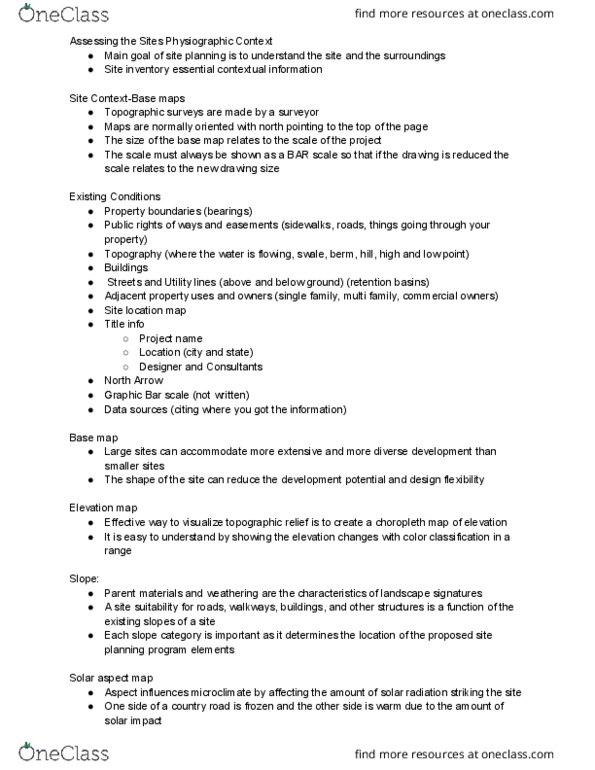 OneClass
find more resources at oneclass.com
Assessing the Sites Physiographic Context
● Main goal of site planning is to understand the site and the surroundings
● Site inventory essential contextual information
Site Context-Base maps
● Topographic surveys are made by a surveyor
● Maps are normally oriented with north pointing to the top of the page
● The size of the base map relates to the scale of the project
● The scale must always be shown as a BAR scale so that if the drawing is reduced the
scale relates to the new drawing size
Existing Conditions
● Property boundaries (bearings)
● Public rights of ways and easements (sidewalks, roads, things going through your
property)
● Topography (where the water is flowing, swale, berm, hill, high and low point)
● Buildings
● Streets and Utility lines (above and below ground) (retention basins)
● Adjacent property uses and owners (single family, multi family, commercial owners)
● Site location map
● Title info
○ Project name
○ Location (city and state)
○ Designer and Consultants
● North Arrow
● Graphic Bar scale (not written)
● Data sources (citing where you got the information)
Base map
● Large sites can accommodate more extensive and more diverse development than
smaller sites
● The shape of the site can reduce the development potential and design flexibility
Elevation map
● Effective way to visualize topographic relief is to create a choropleth map of elevation
● It is easy to understand by showing the elevation changes with color classification in a
range
Slope:
● Parent materials and weathering are the characteristics of landscape signatures
● A site suitability for roads, walkways, buildings, and other structures is a function of the
existing slopes of a site
● Each slope category is important as it determines the location of the proposed site
planning program elements
Solar aspect map
● Aspect influences microclimate by affecting the amount of solar radiation striking the site
● One side of a country road is frozen and the other side is warm due to the amount of
solar impact
OneClass
find more resources at oneclass.com